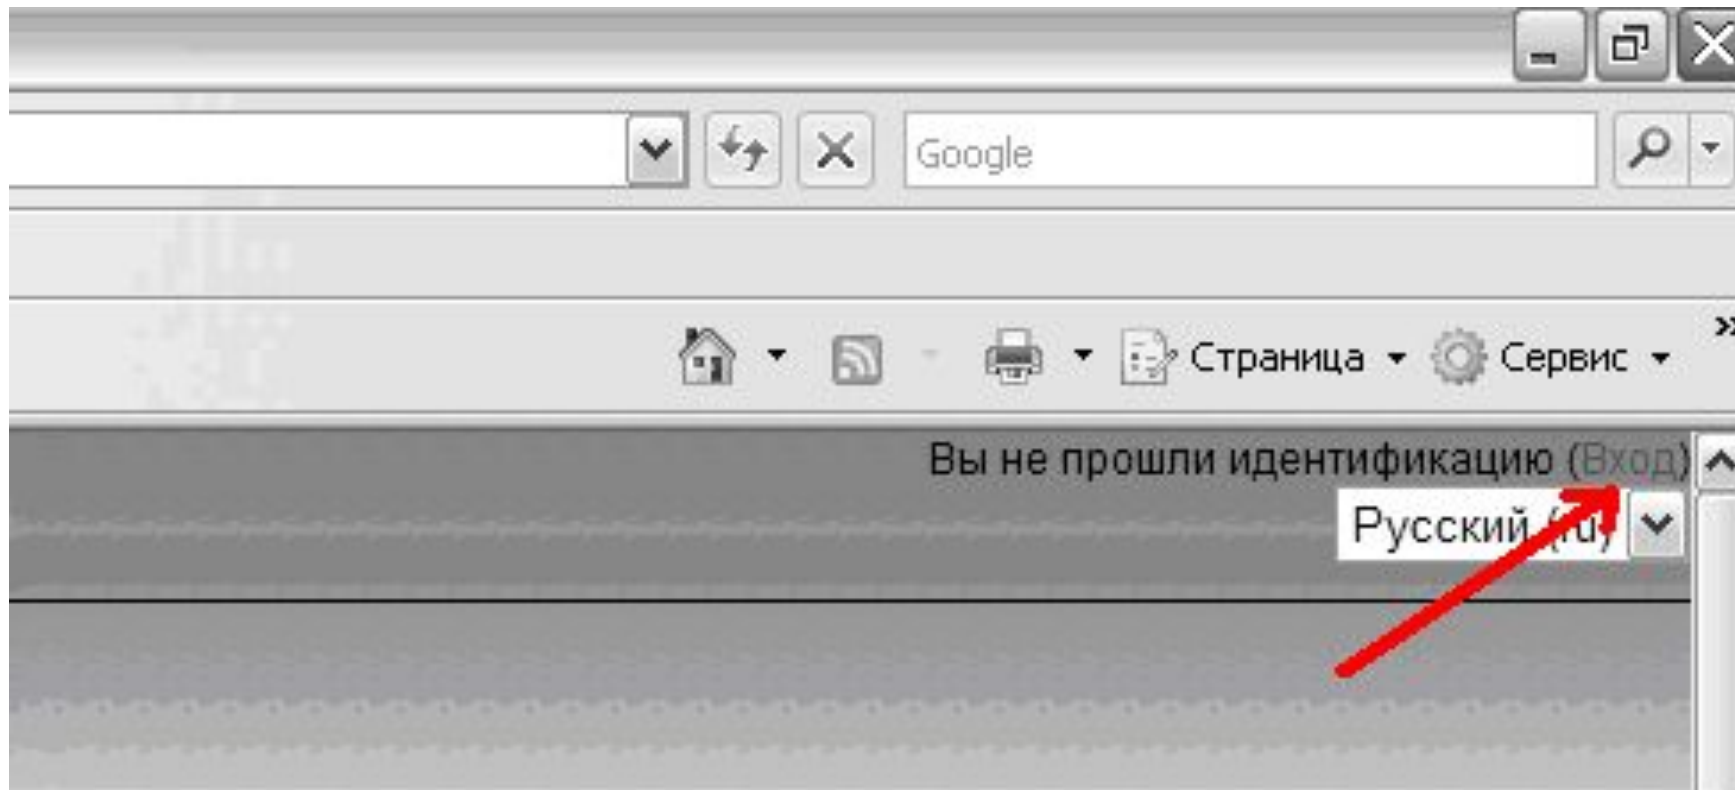 Google
Страница Сервис »
Вы не прошли идентификацию (Вход)
Русский (ru)